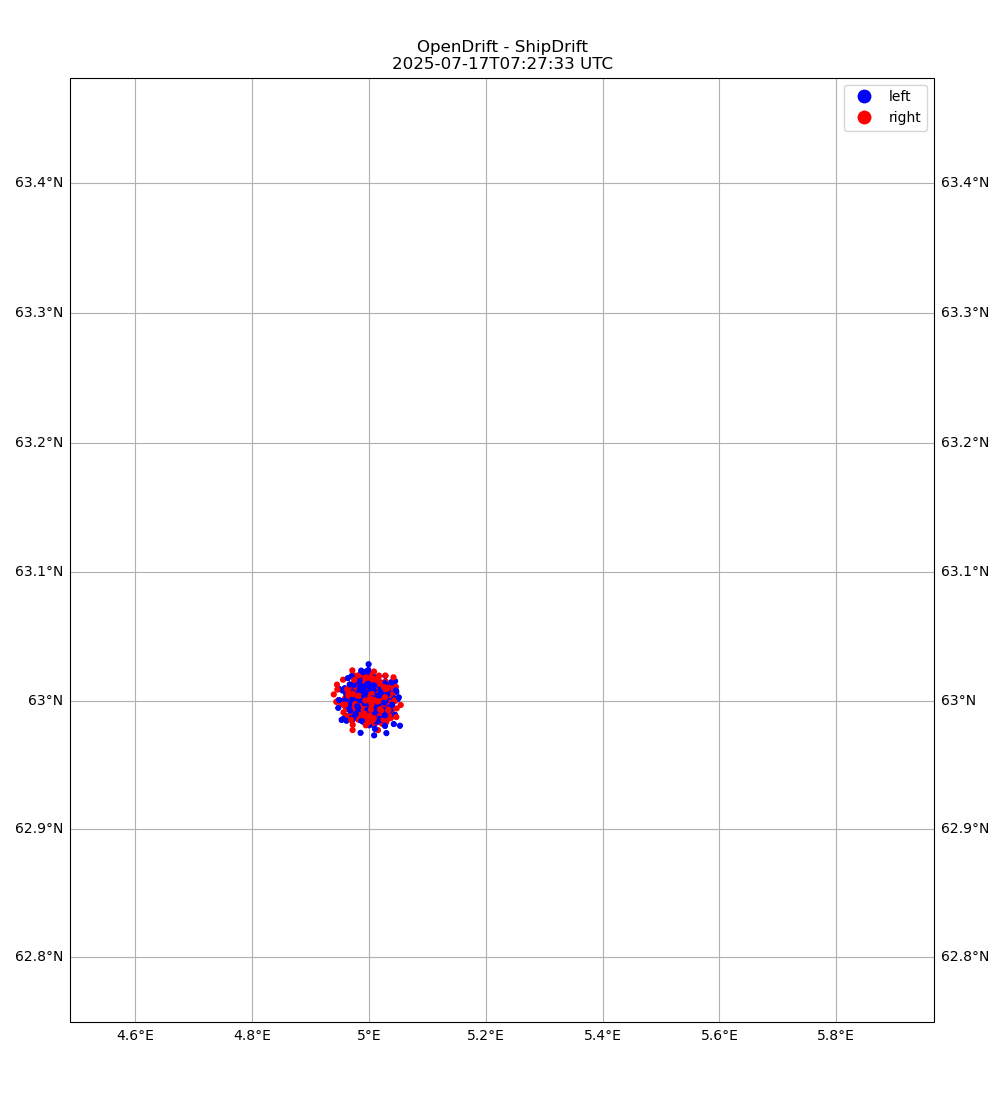 OpenDrift - ShipDrift
2025-07-17T07:27:33 UTC
left
right
63.4°N 63.4°N
63.3°N 63.3°N
63.2°N 63.2°N
63.1°N 63.1°N
63°N 63°N
62.9°N 62.9°N
62.8°N 62.8°N
4.6°E 4.8°E 5°E 5.2°E 5.4°E 5.6°E 5.8°E